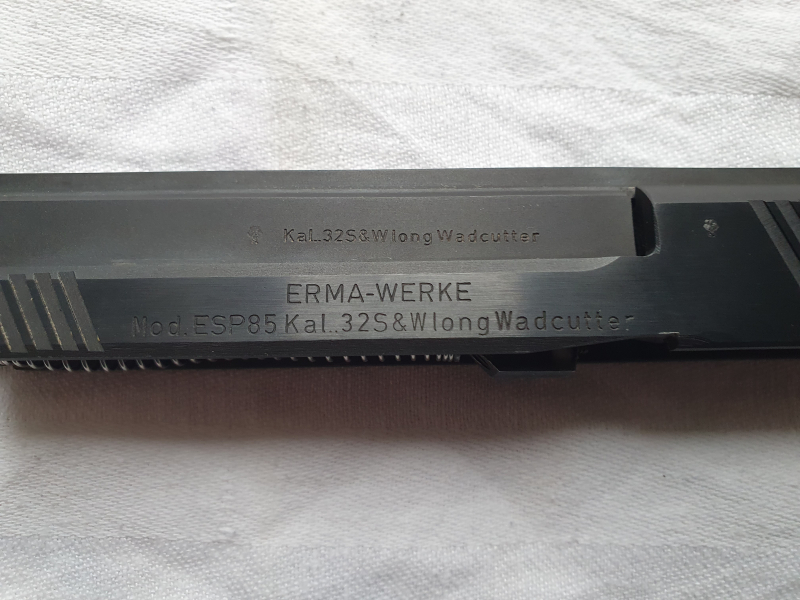 Kal.32S&WlongWadcutter
ERMA-WERKE
Mod.ESP85 Kal..32S&WlongWadcutter